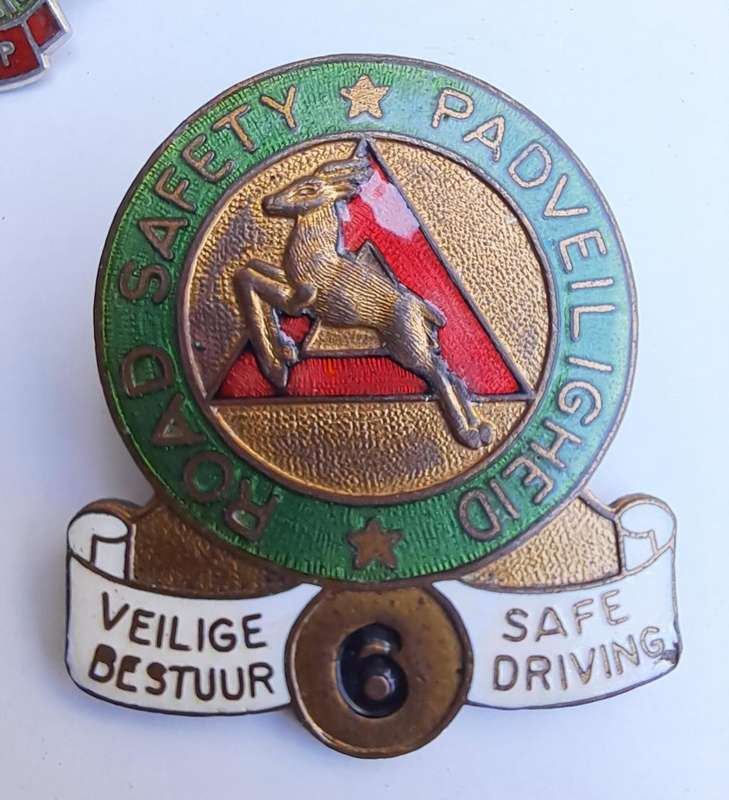 P
ROAD SAFETY
PADVEILIGHEID
VEILIGE
BESTUUR
6
SAFE
DRIVING